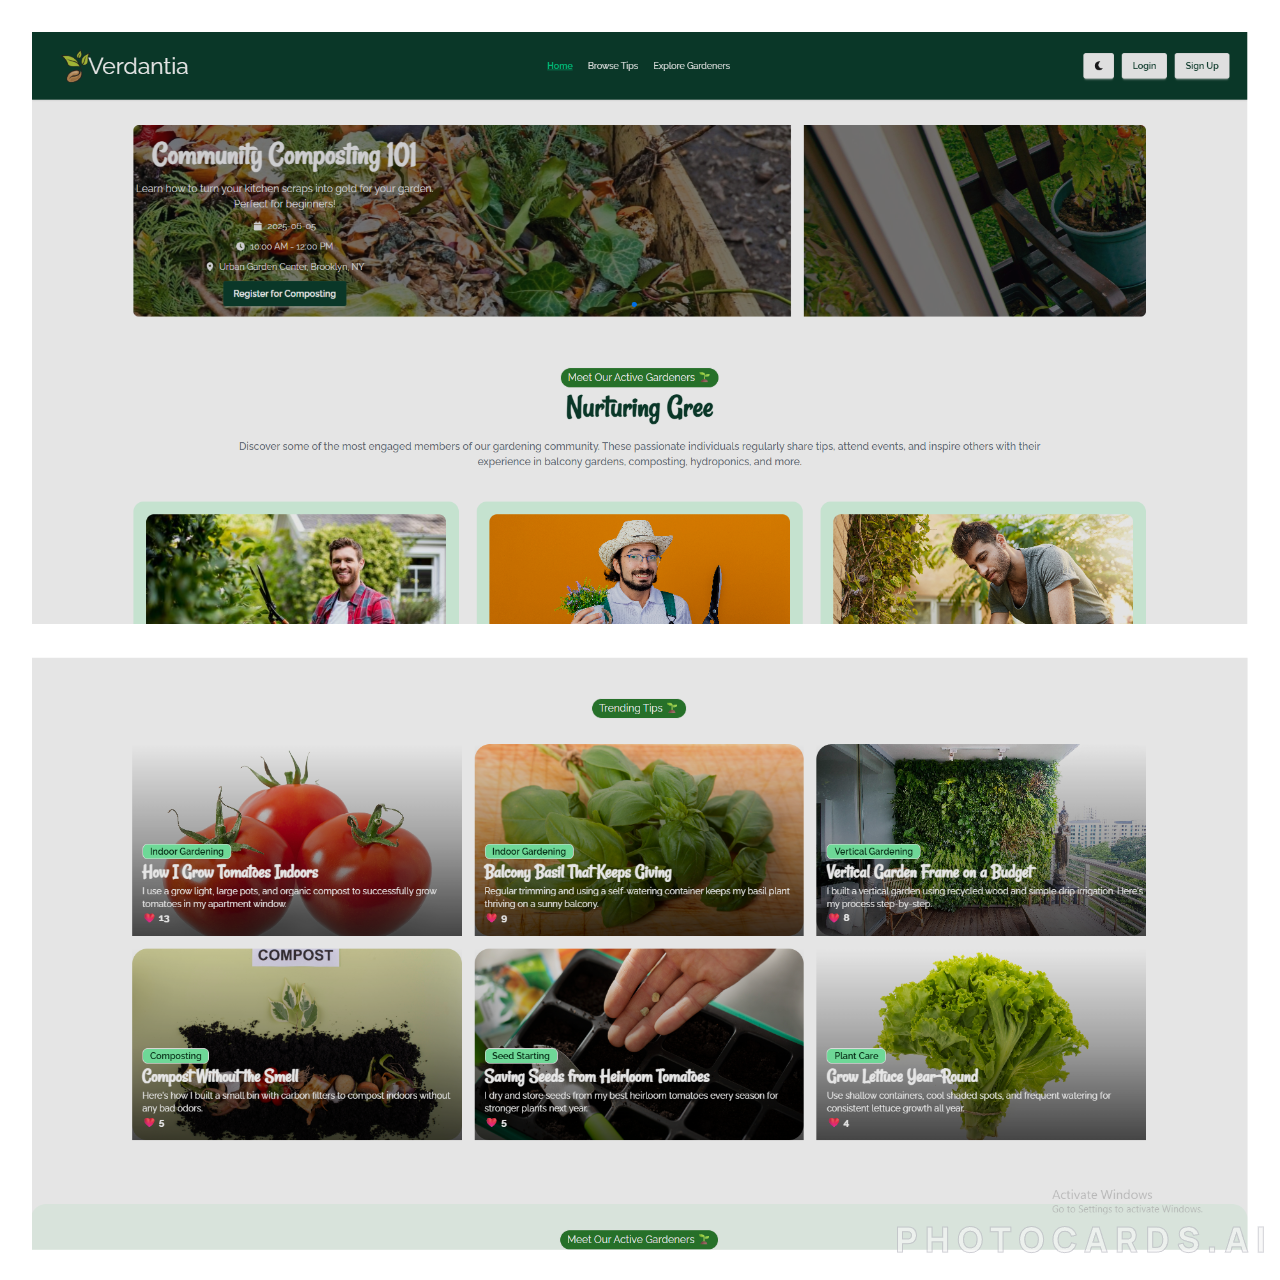 Verdantia
Home Browse Tips Explore Gardeners
Login Sign Up
Community Composting 101
Learn how to turn your kitchen scraps into gold for your garden.
Perfect for beginners!
2025-06-05
10:00 AM - 12:00 PM
Urban Garden Center, Brooklyn, NY
Register for Composting
Meet Our Active Gardeners
Nurturing Gree
Discover some of the most engaged members of our gardening community. These passionate individuals regularly share tips, attend events, and inspire others with their
experience in balcony gardens, composting, hydroponics, and more.
Trending Tips
Indoor Gardening
How I Grow Tomatoes Indoors
I use a grow light, large pots, and organic compost to successfully grow
tomatoes in my apartment window.
13
Indoor Gardening
Balcony Basil That Keeps Giving
Regular trimming and using a self-watering container keeps my basil plant
thriving on a sunny balcony.
9
Vertical Gardening
Vertical Garden Frame on a Budget
I built a vertical garden using recycled wood and simple drip irrigation. Here's
my process step-by-step.
8
COMPOST
Composting
Compost Without the Smell
Here's how I built a small bin with carbon filters to compost indoors without
any bad odors.
5
Seed Starting
Saving Seeds from Heirloom Tomatoes
I dry and store seeds from my best heirloom tomatoes every season for
stronger plants next year.
5
Plant Care
Grow Lettuce Year-Round
Use shallow containers, cool shaded spots, and frequent watering for
consistent lettuce growth all year.
4
Activate Windows
Go to Settings to activate Windows.
Meet Our Active Gardeners
PHOTOCARDS.AI